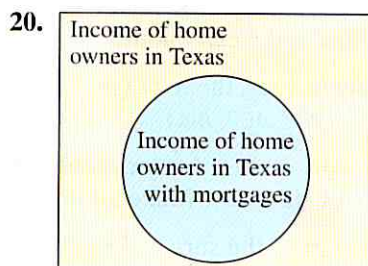 20.
Income of home
owners in Texas
Income of home
owners in Texas
with mortgages